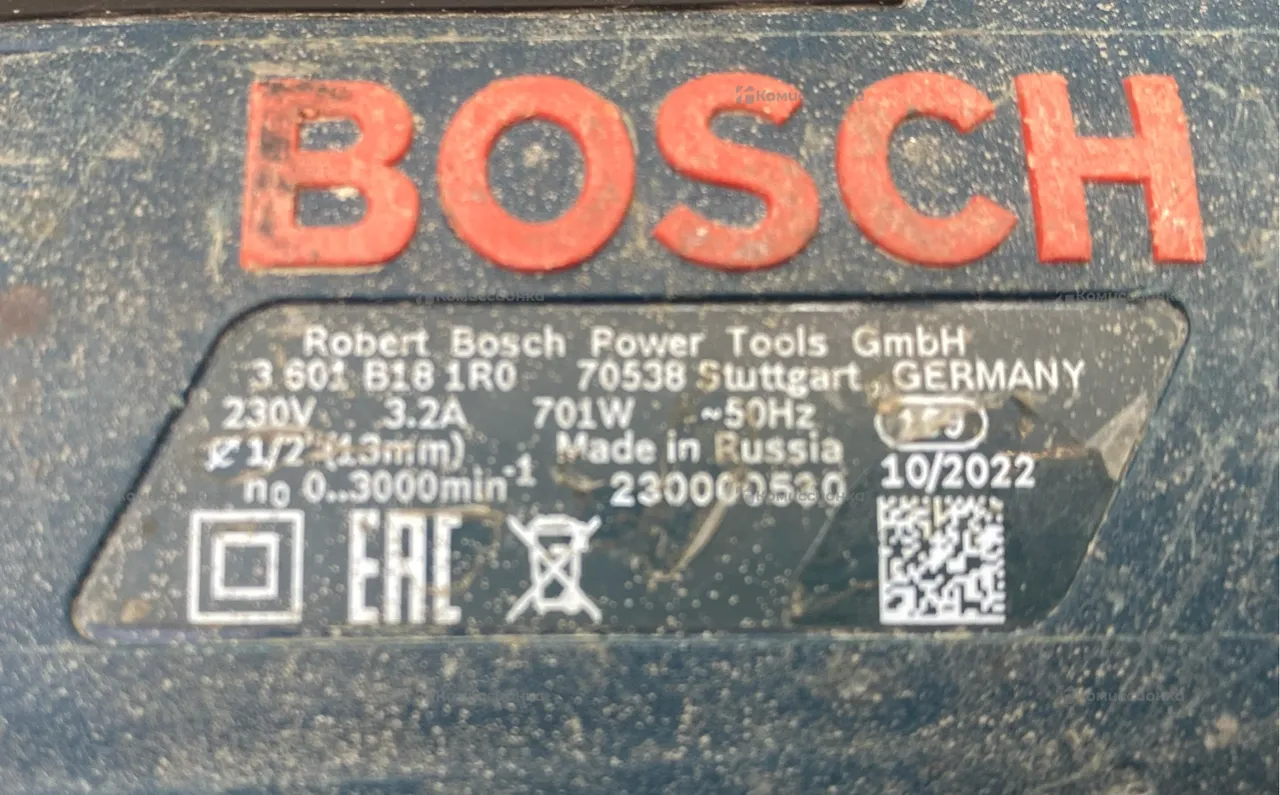 BOSCH
Robert Bosch Power Tools GmbH
3 601 B18 1R0 70538 Stuttgart, GERMANY
230V 3.2A 701W ~50Hz
1/2"(13mm) Made in Russia
n0 0..3000min-1 230000530
10/2022
EAC
Комиссионка